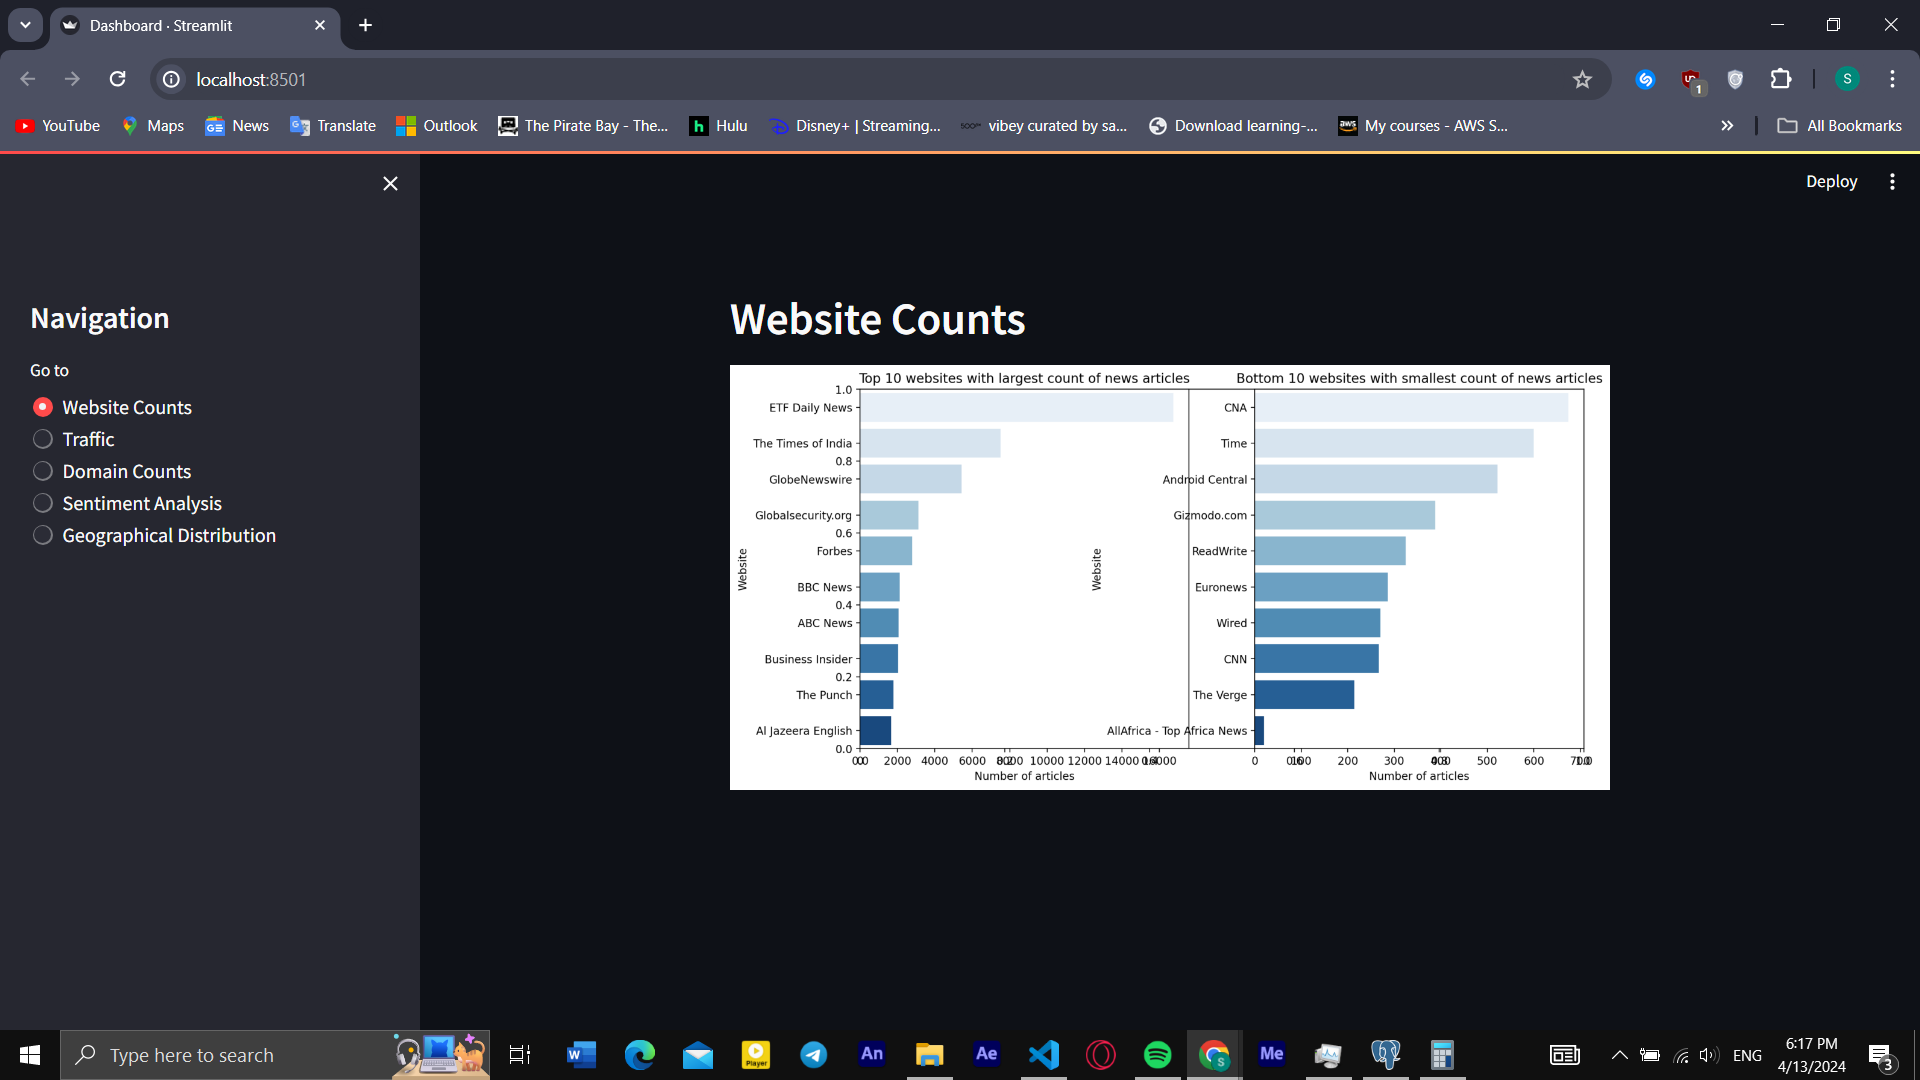 Dashboard · Streamlit
localhost:8501
1
S
YouTube
Maps
News
Translate
Outlook
The Pirate Bay - The...
Hulu
Disney+ | Streaming...
vibey curated by sa...
Download learning-...
My courses - AWS S...
All Bookmarks
Deploy
Navigation
Go to
Website Counts
Traffic
Domain Counts
Sentiment Analysis
Geographical Distribution
Website Counts
Top 10 websites with largest count of news articles
1.0
ETF Daily News
The Times of India
0.8
GlobeNewswire
Globalsecurity.org
0.6
Forbes
Website
BBC News
0.4
ABC News
Business Insider
0.2
The Punch
Al Jazeera English
0.0
2000 4000 6000 10000 12000 14000
Number of articles
Bottom 10 websites with smallest count of news articles
CNA
Time
Android Central
Gizmodo.com
ReadWrite
Website
Euronews
Wired
CNN
The Verge
AllAfrica - Top Africa News
0 200 300 500 600
Number of articles
Type here to search
W
Player
An
Ae
Me
ENG
6:17 PM
4/13/2024
3